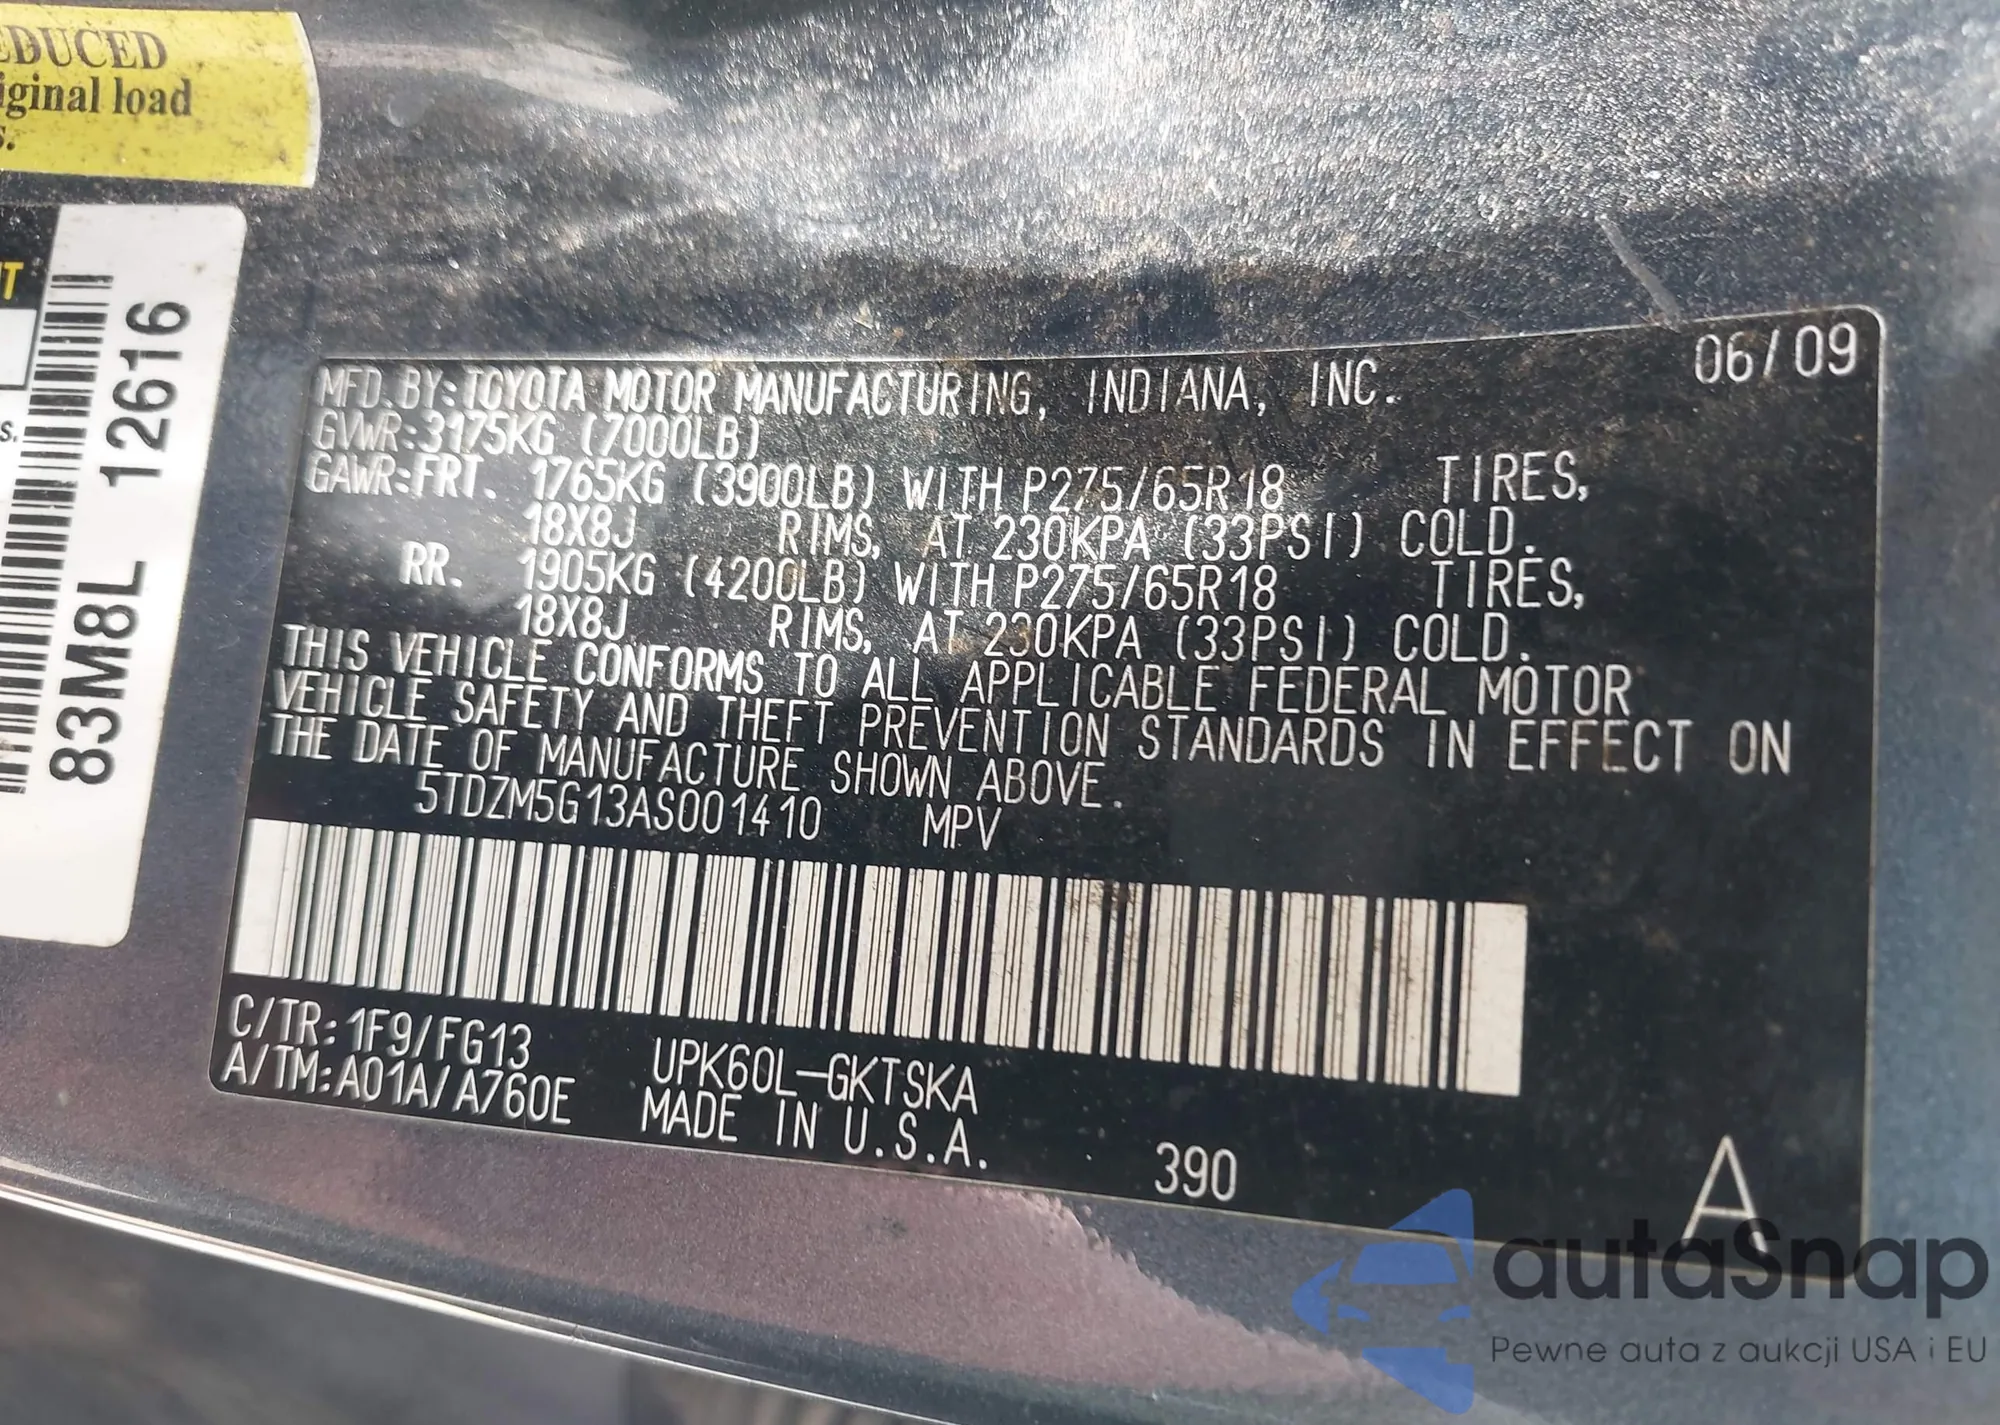 EDUCED
iginal load
s.
T
s.
83M8L 12616
06/09
MFD.BY:TOYOTA MOTOR MANUFACTURING, INDIANA, INC.
GVWR:3175KG (7000LB)
GAWR:FRT. 1765KG (3900LB) WITH P275/65R18 TIRES,
18X8J RIMS, AT 230KPA (33PSI) COLD.
RR. 1905KG (4200LB) WITH P275/65R18 TIRES,
18X8J RIMS, AT 230KPA (33PSI) COLD.
THIS VEHICLE CONFORMS TO ALL APPLICABLE FEDERAL MOTOR
VEHICLE SAFETY AND THEFT PREVENTION STANDARDS IN EFFECT ON
THE DATE OF MANUFACTURE SHOWN ABOVE.
5TDZM5G13AS001410 MPV
C/TR:1F9/FG13
A/TM:A01A/A760E
UPK60L-GKTSKA
MADE IN U.S.A.
390
A
autaSnap
Pewne auta z aukcji USA i EU